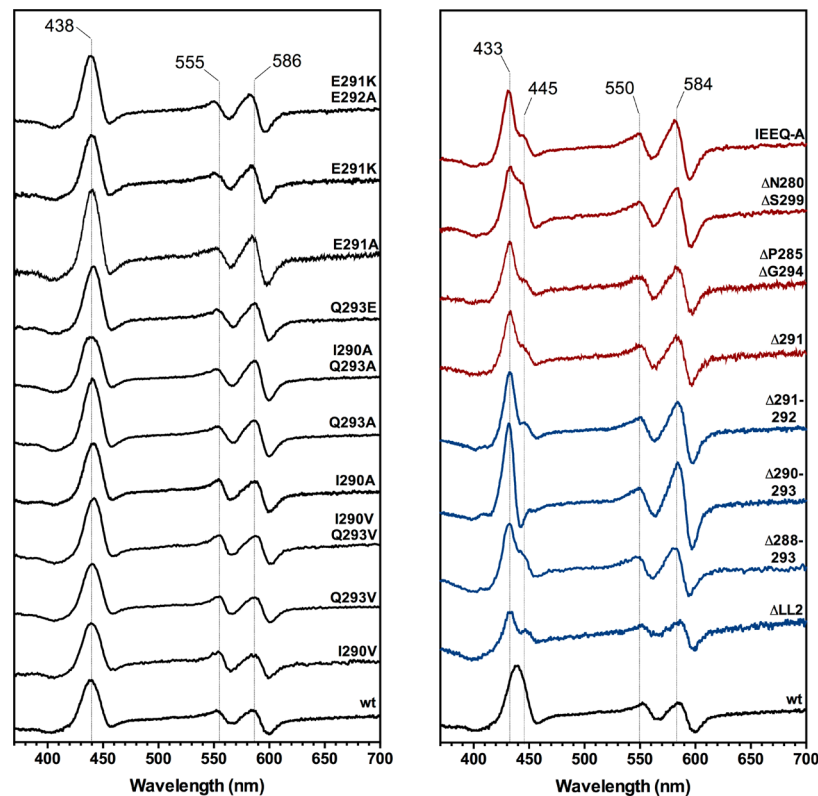 438
555
586
E291K
E292A
E291K
E291A
Q293E
I290A
Q293A
Q293A
I290A
I290V
Q293V
Q293V
I290V
wt
400 450 500 550 600 650 700
Wavelength (nm)
433
445
550
584
IEEQ-A
ΔN280
ΔS299
ΔP285
ΔG294
Δ291
Δ291-
292
Δ290-
293
Δ288-
293
ΔLL2
wt
400 450 500 550 600 650 700
Wavelength (nm)